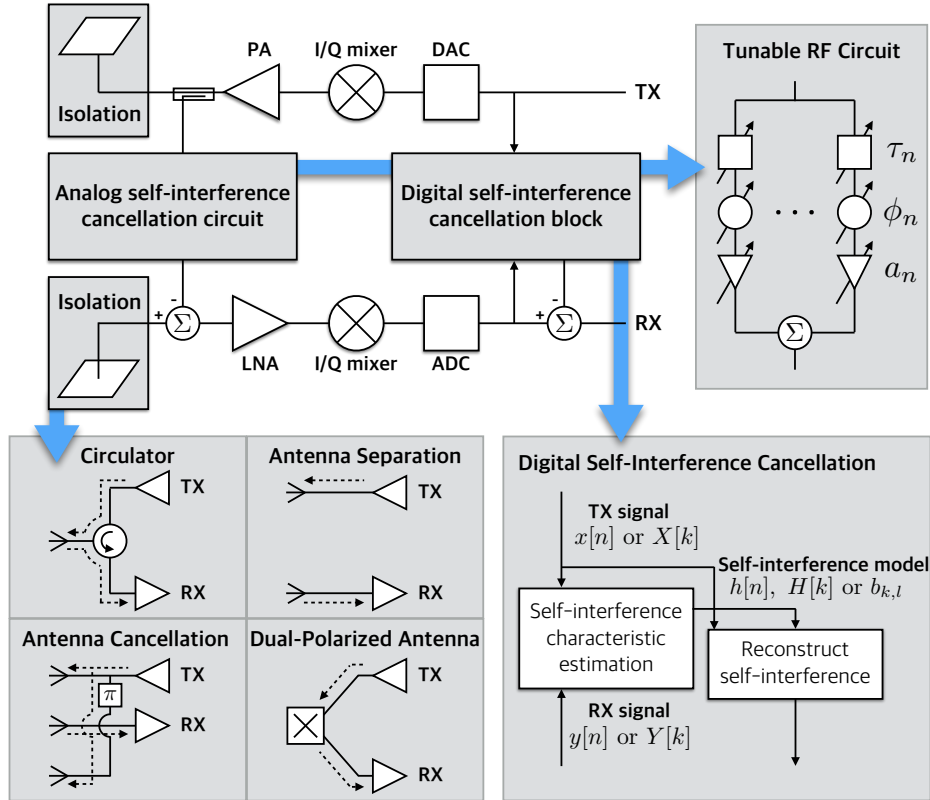 PA
I/Q mixer
DAC
Isolation
TX
Analog self-interference
cancellation circuit
Digital self-interference
cancellation block
Isolation
-
+
Σ
LNA
I/Q mixer
ADC
-
+
Σ
RX
Tunable RF Circuit
τn
ϕn
· · ·
an
Σ
Circulator
TX
RX
Antenna Separation
TX
RX
Antenna Cancellation
TX
π
RX
Dual-Polarized Antenna
TX
RX
Digital Self-Interference Cancellation
TX signal
x[n] or X[k]
Self-interference model
h[n], H[k] or bk,l
Self-interference
characteristic
estimation
Reconstruct
self-interference
RX signal
y[n] or Y[k]